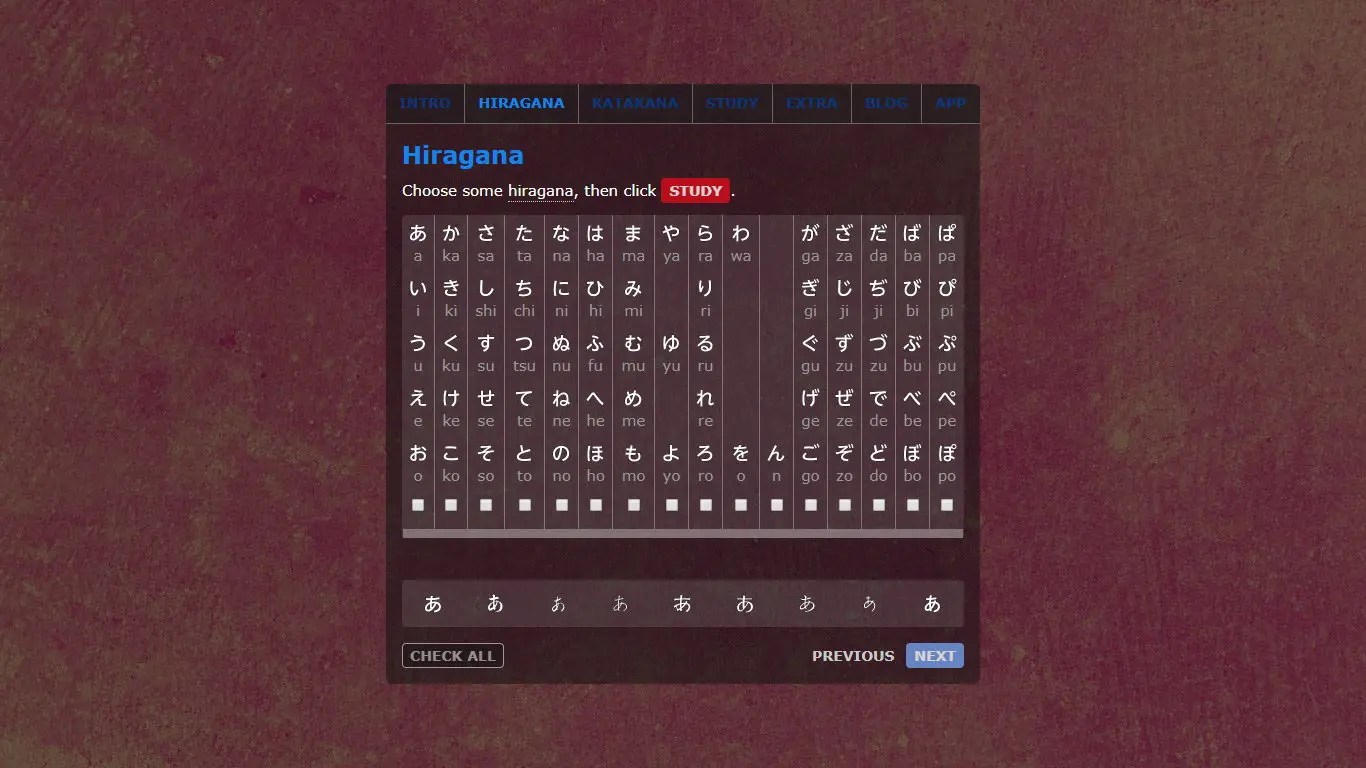 INTRO HIRAGANA KATAKANA STUDY EXTRA BLOG APP
Hiragana
Choose some hiragana, then click STUDY.
あ か さ た な は ま や ら わ が ざ だ ば ぱ
a ka sa ta na ha ma ya ra wa ga za da ba pa
い き し ち に ひ み り ぎ じ ぢ び ぴ
i ki shi chi ni hi mi ri gi ji ji bi pi
う く す つ ぬ ふ む ゆ る ぐ ず づ ぶ ぷ
u ku su tsu nu fu mu yu ru gu zu zu bu pu
え け せ て ね へ め れ げ ぜ で べ ぺ
e ke se te ne he me re ge ze de be pe
お こ そ と の ほ も よ ろ を ん ご ぞ ど ぼ ぽ
o ko so to no ho mo yo ro o n go zo do bo po
あ あ あ あ あ あ あ あ あ
CHECK ALL PREVIOUS NEXT